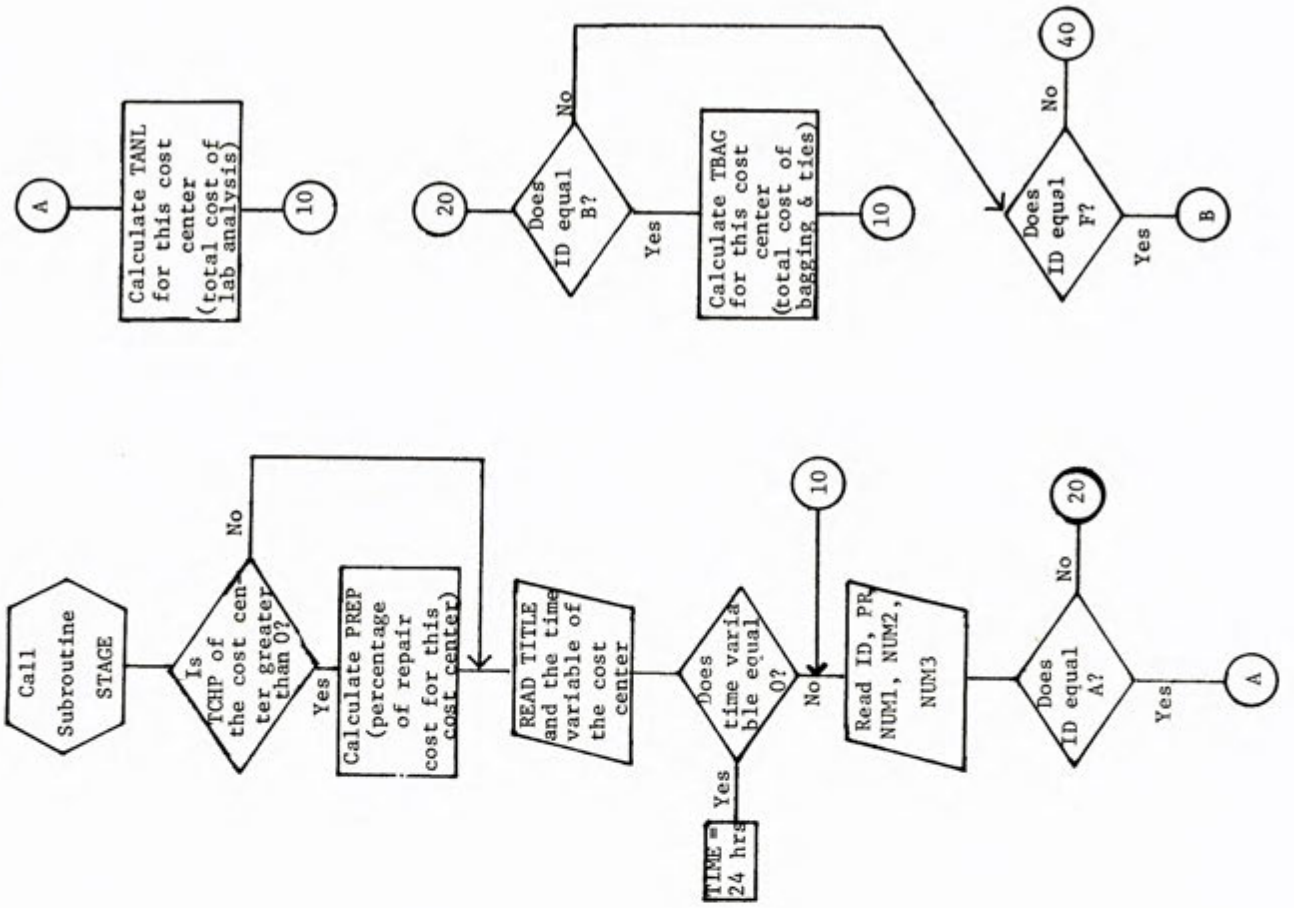 Call
Subroutine
STAGE
Is
TCHP of
the cost cen-
ter greater
than 0?
No
Yes
Calculate PREP
(percentage
of repair
cost for this
cost center)
READ TITLE
and the time
variable of
the cost
center
Does
time varia
ble equal
0?
Yes
TIME =
24 hrs
No
10
Read ID, PR,
NUM1, NUM2,
NUM3
Does
ID equal
A?
No
20
Yes
A
A
Calculate TANL
for this cost
center
(total cost of
lab analysis)
10
20
Does
ID equal
B?
No
Yes
Calculate TBAG
for this cost
center
(total cost of
bagging & ties)
10
Does
ID equal
F?
No
40
Yes
B